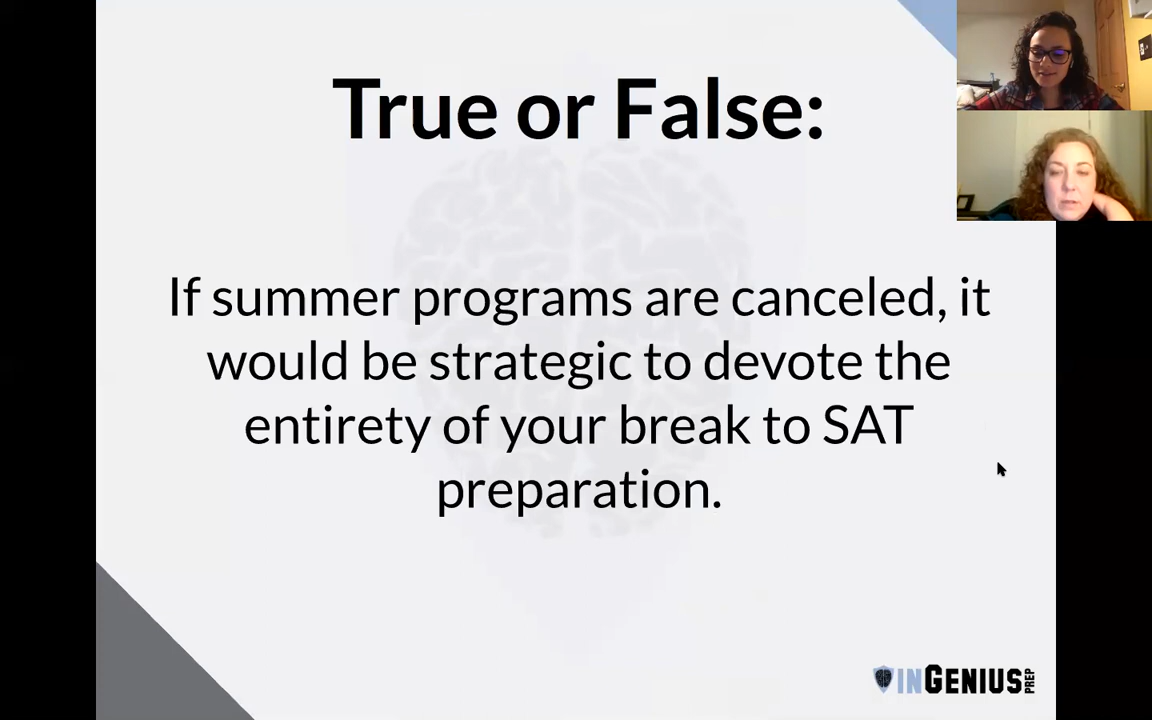 True or False:
If summer programs are canceled, it
would be strategic to devote the
entirety of your break to SAT
preparation.
INGENIUS PREP